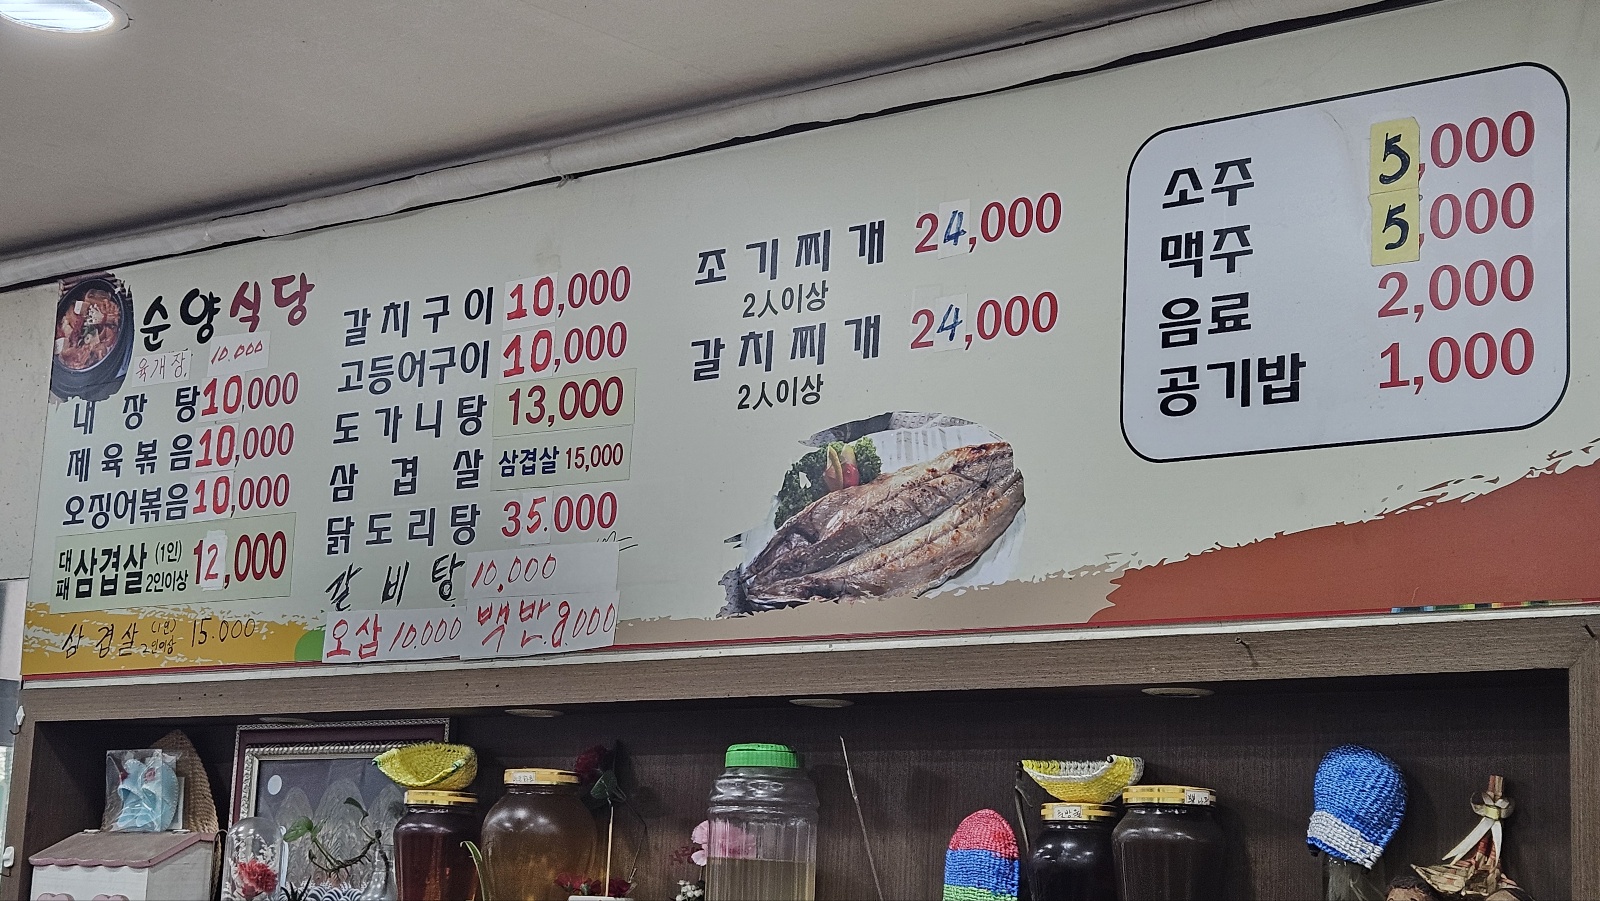 순양식당
육개장 10.000
내장탕 10,000
제육볶음 10,000
오징어볶음 10,000
대패삼겹살 (1인) 2인이상 12,000
삼겹살 (1인) 2인이상 15.000
갈치구이 10,000
고등어구이 10,000
도가니탕 13,000
삼겹살 삼겹살 15,000
닭도리탕 35.000
갈비탕 10,000
오삼 10.000 백반 9.000
조기찌개 24,000
2人이상
갈치찌개 24,000
2人이상
소주 5,000
맥주 5,000
음료 2,000
공기밥 1,000